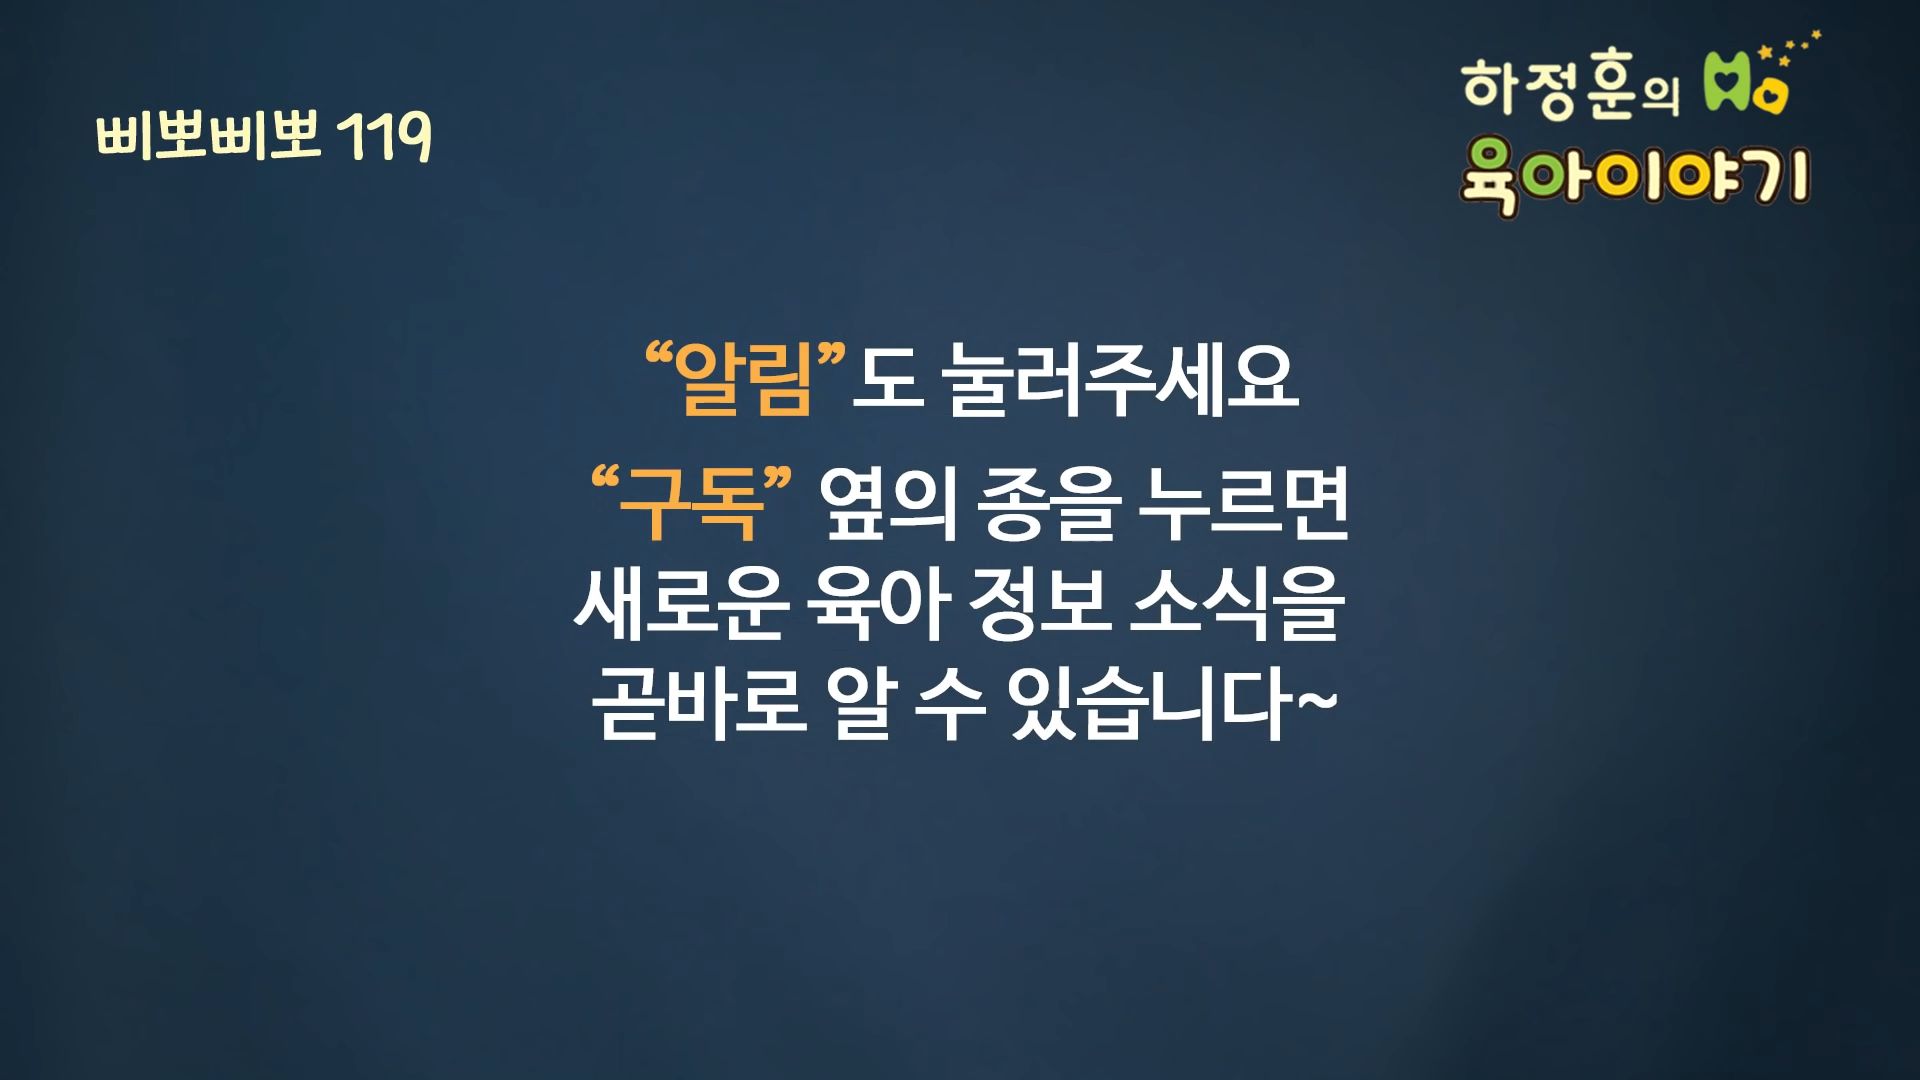 삐뽀삐뽀 119
하정훈의
육아이야기
“알림”도 눌러주세요
“구독” 옆의 종을 누르면
새로운 육아 정보 소식을
곧바로 알 수 있습니다~